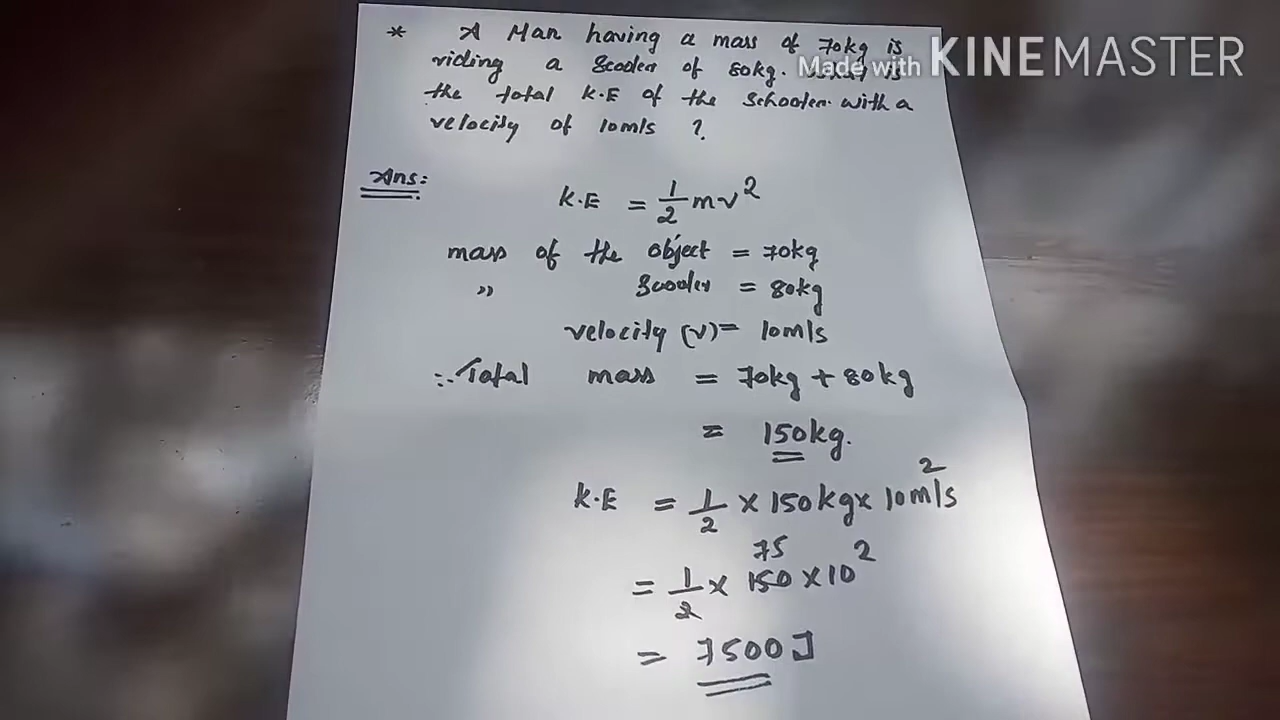 * A Man having a mass of 70kg is
riding a Scooter of 80kg.
Made with KINEMASTER
the total K.E of the Schooter with a
velocity of 10m/s ?
Ans:
K.E = 1/2 mv²
mass of the object = 70kg
" Scooter = 80kg
velocity (v) = 10m/s
∴ Total mass = 70kg + 80kg
= 150kg.
K.E = 1/2 × 150kg × 10m/s²
75
= 1/2 × 150 × 10²
= 7500J